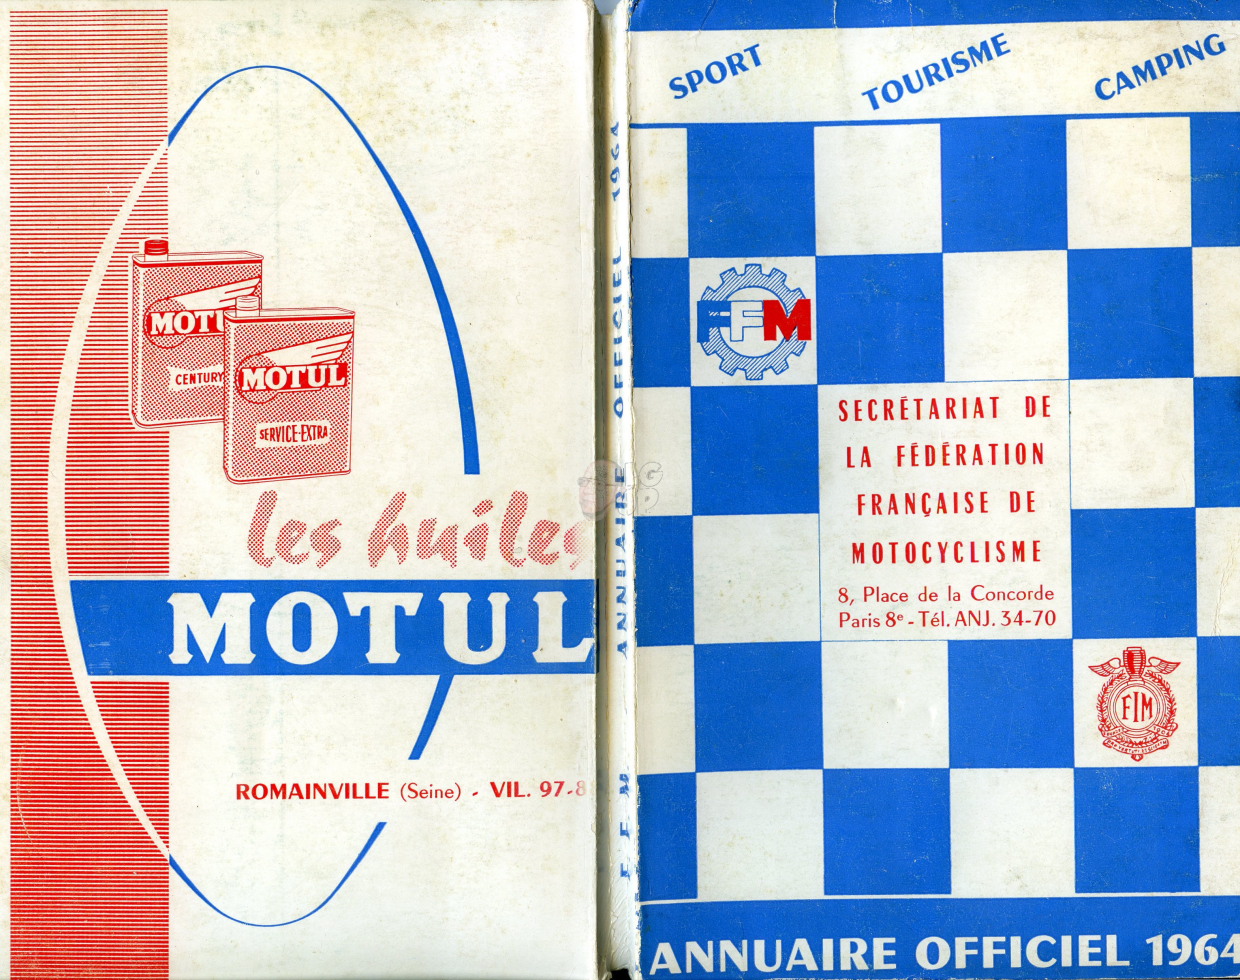 MOTUL
CENTURY
MOTUL
SERVICE-EXTRA
les huiles
MOTUL
ROMAINVILLE (Seine) - VIL. 97-8
F F M ANNUAIRE OFFICIEL 1964
SPORT TOURISME CAMPING
FFM
SECRÉTARIAT DE
LA FÉDÉRATION
FRANÇAISE DE
MOTOCYCLISME
8, Place de la Concorde
Paris 8e - Tél. ANJ. 34-70
FIM
ANNUAIRE OFFICIEL 1964